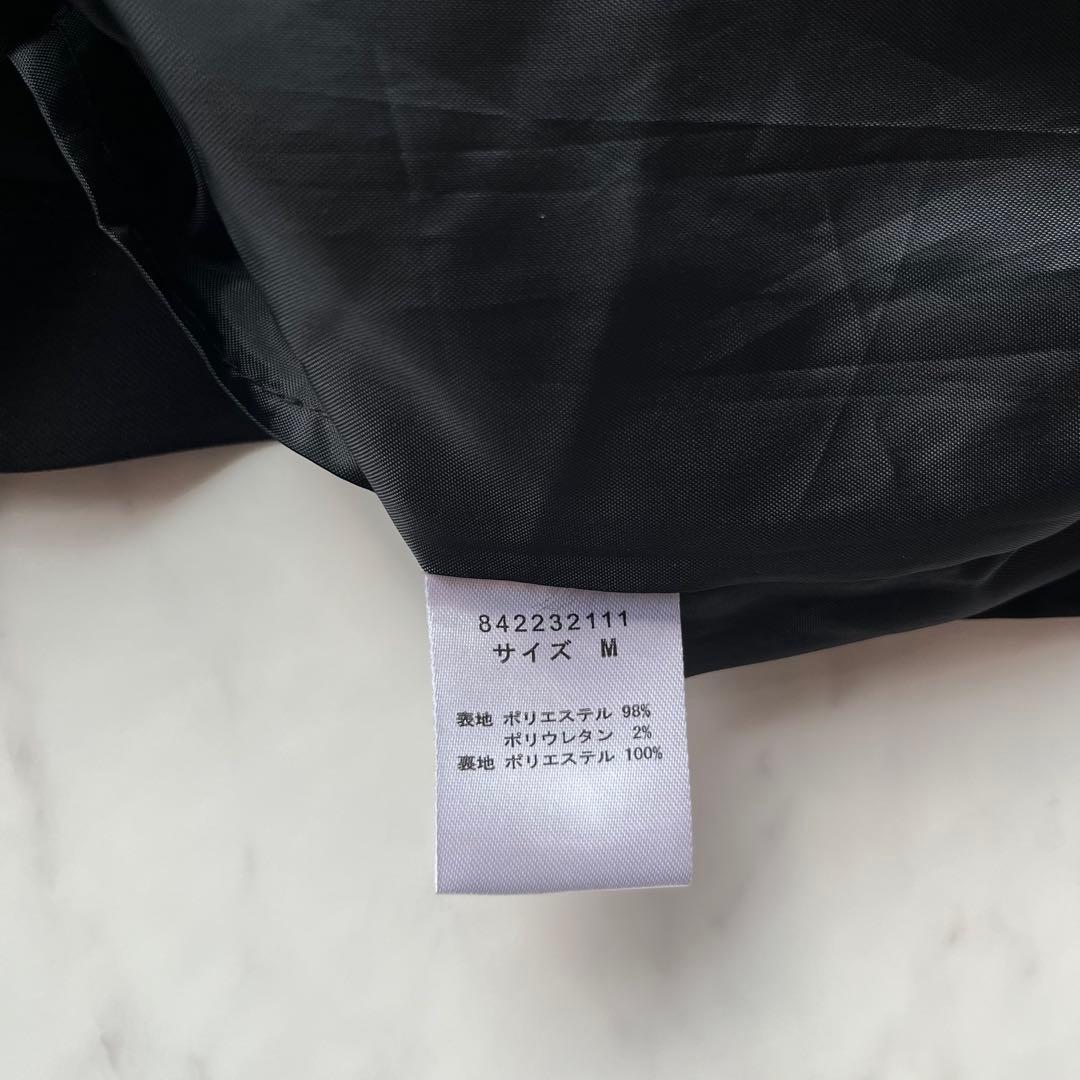 842232111
サイズ M
表地 ポリエステル 98%
ポリウレタン 2%
裏地 ポリエステル 100%